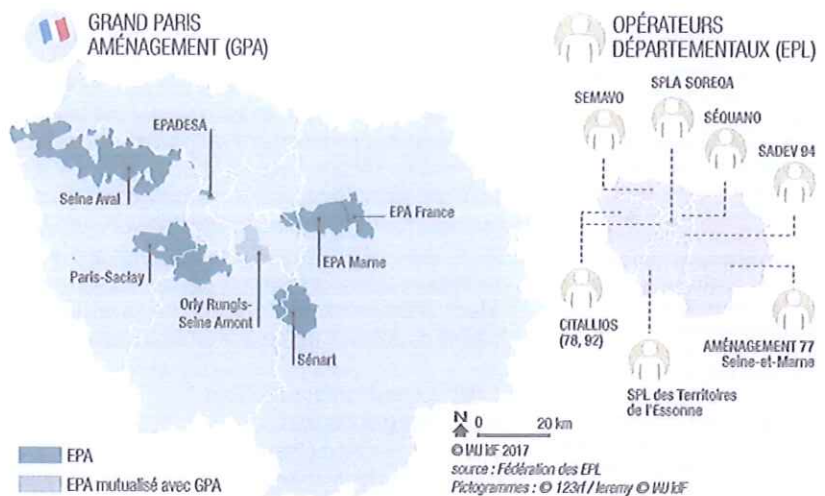 GRAND PARIS
AMÉNAGEMENT (GPA)
EPADESA
Seine Aval
EPA France
EPA Marne
Paris-Saclay
Orly Rungis-
Seine Amont
Sénart
EPA
EPA mutualisé avec GPA
OPÉRATEURS
DÉPARTEMENTAUX (EPL)
SPLA SOREQA
SEMAVO
SÉQUANO
SADEV 94
CITALLIOS
(78, 92)
AMÉNAGEMENT 77
Seine-et-Marne
SPL des Territoires
de l'Essonne
N
0 20 km
© IAU îdF 2017
source : Fédération des EPL
Pictogrammes : © 123rf / leremy © IAU îdF